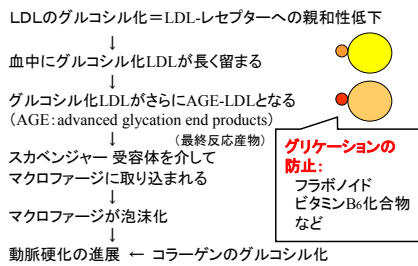 LDLのグルコシル化＝LDL-レセプターへの親和性低下
↓
血中にグルコシル化LDLが長く留まる
↓
グルコシル化LDLがさらにAGE-LDLとなる
(AGE：advanced glycation end products)
↓ （最終反応産物）
スカベンジャー 受容体を介して
マクロファージに取り込まれる
↓
マクロファージが泡沫化
↓
動脈硬化の進展 ← コラーゲンのグルコシル化
グリケーションの
防止：
フラボノイド
ビタミンB₆化合物
など